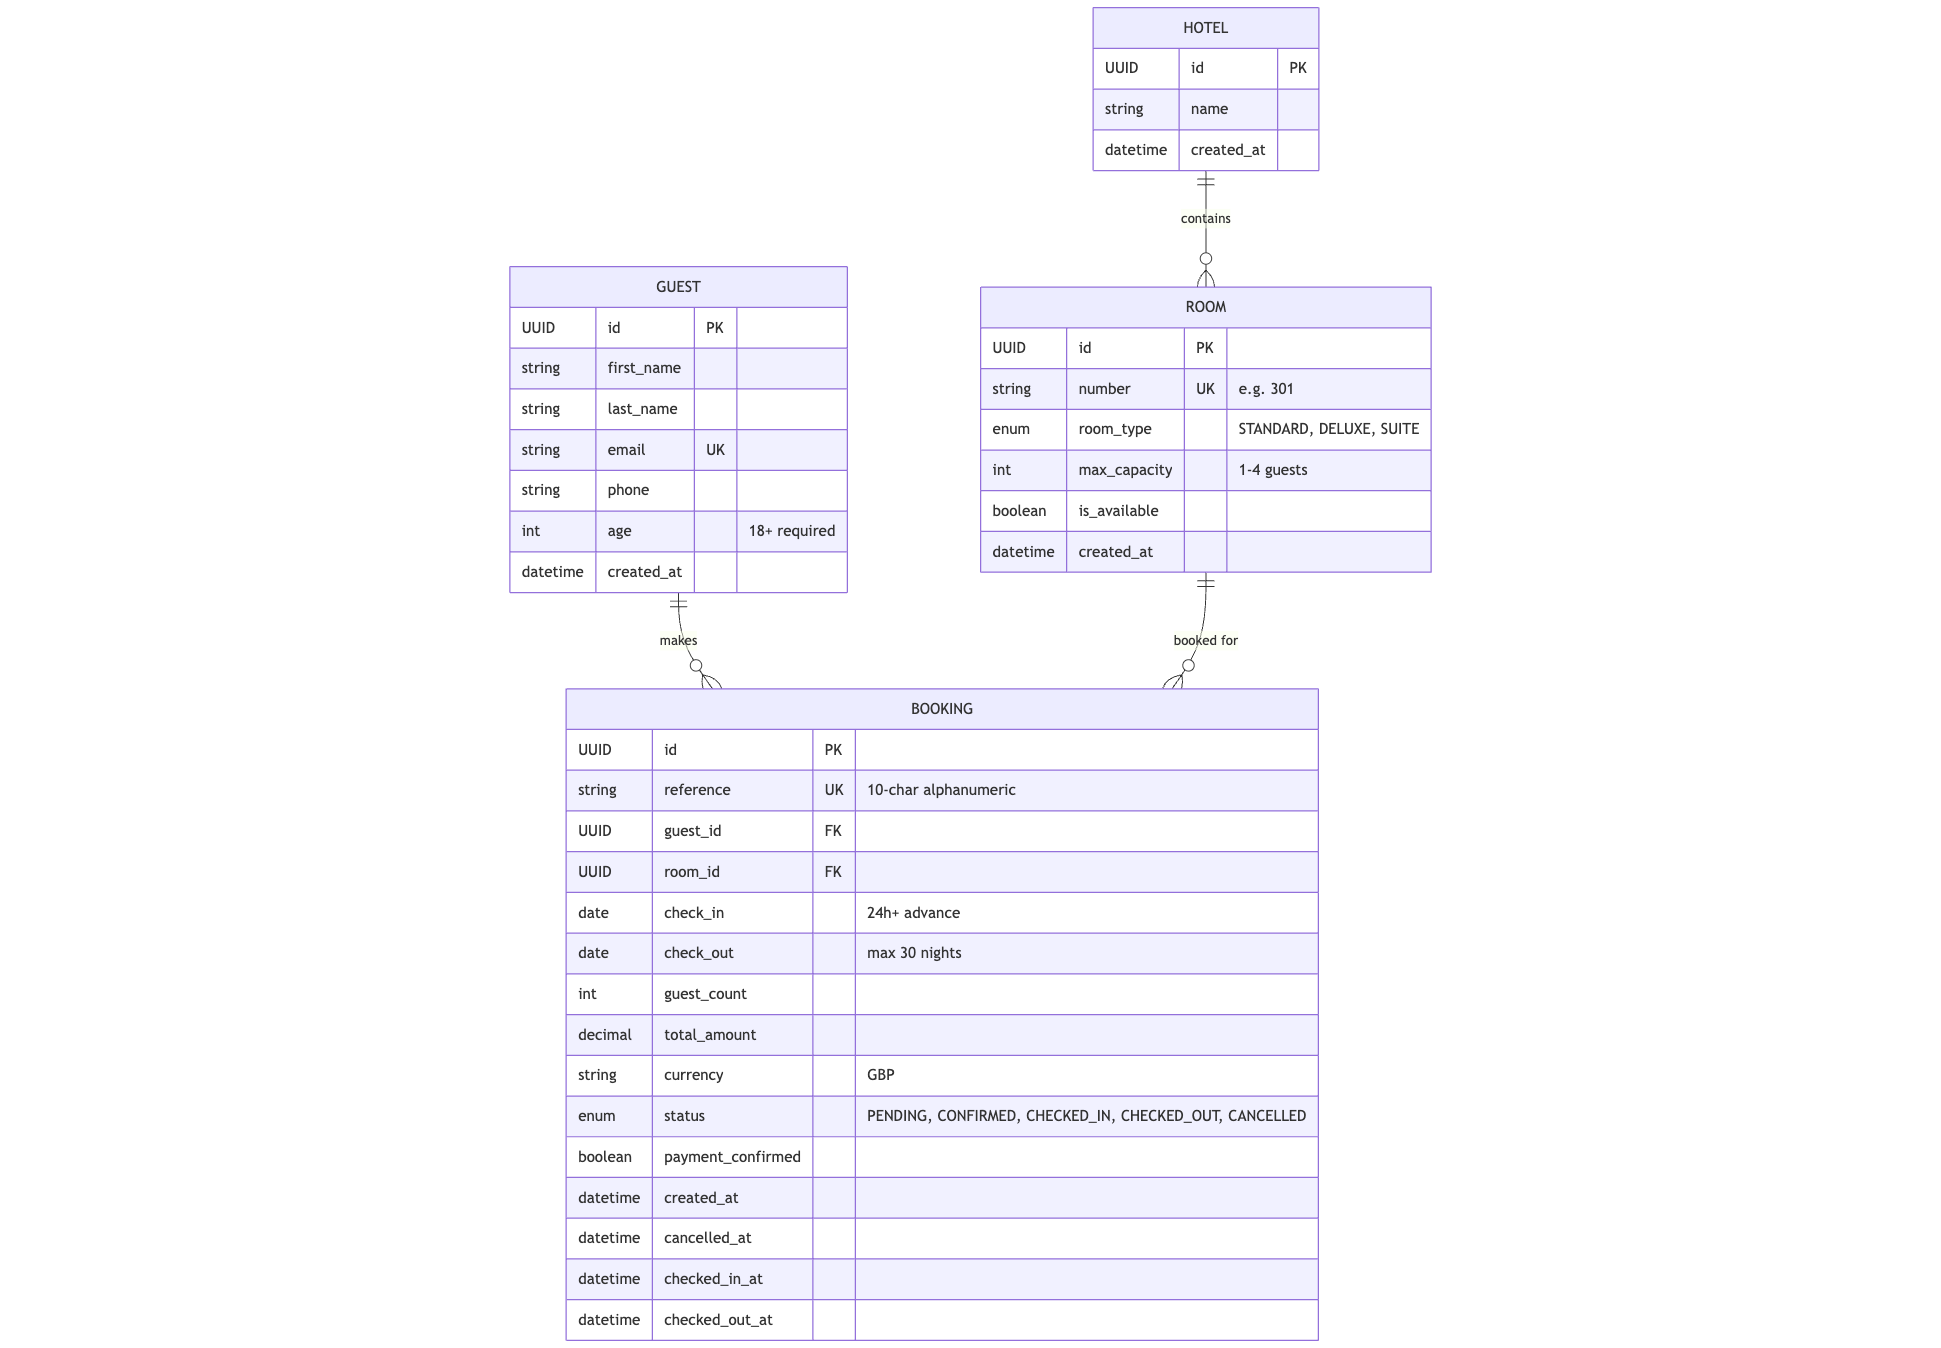 HOTEL
UUID id PK
string name
datetime created_at
contains
GUEST
UUID id PK
string first_name
string last_name
string email UK
string phone
int age 18+ required
datetime created_at
ROOM
UUID id PK
string number UK e.g. 301
enum room_type STANDARD, DELUXE, SUITE
int max_capacity 1-4 guests
boolean is_available
datetime created_at
makes
booked for
BOOKING
UUID id PK
string reference UK 10-char alphanumeric
UUID guest_id FK
UUID room_id FK
date check_in 24h+ advance
date check_out max 30 nights
int guest_count
decimal total_amount
string currency GBP
enum status PENDING, CONFIRMED, CHECKED_IN, CHECKED_OUT, CANCELLED
boolean payment_confirmed
datetime created_at
datetime cancelled_at
datetime checked_in_at
datetime checked_out_at